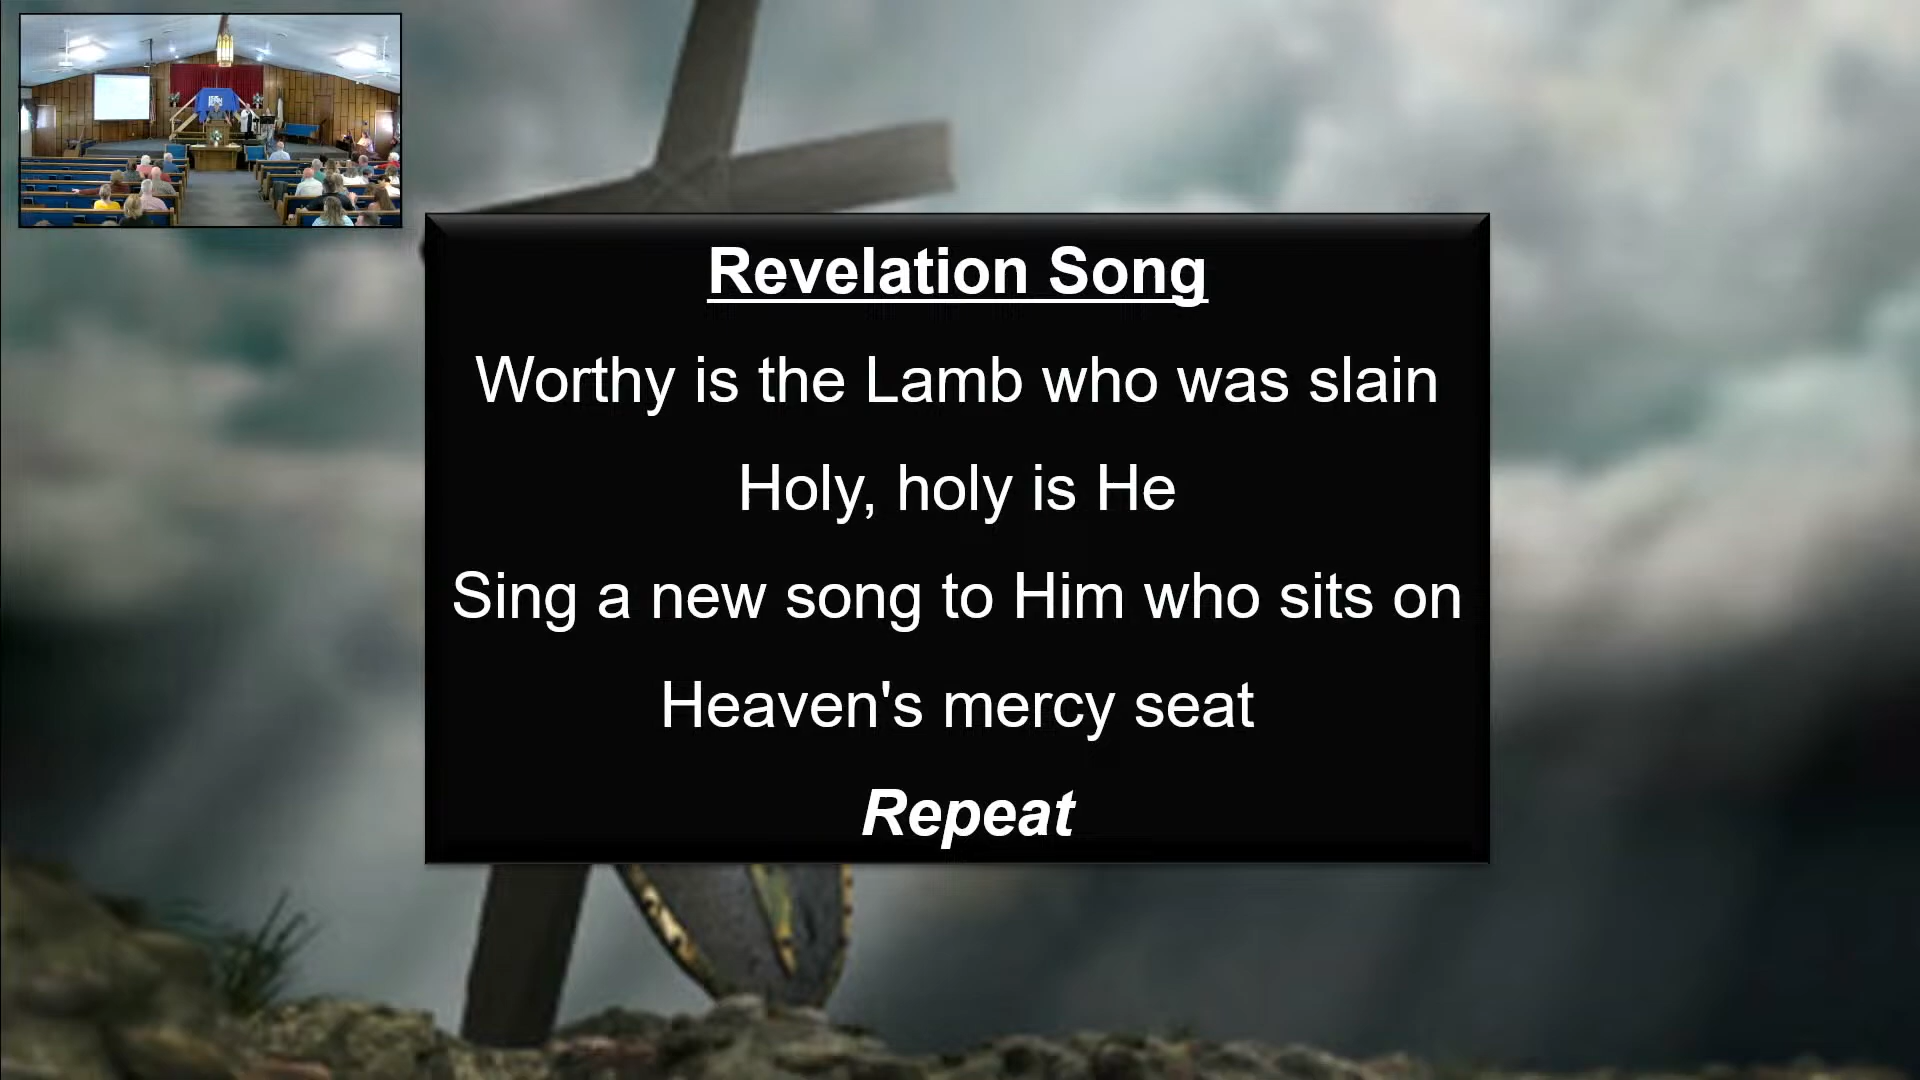 Revelation Song
Worthy is the Lamb who was slain
Holy, holy is He
Sing a new song to Him who sits on
Heaven's mercy seat
Repeat